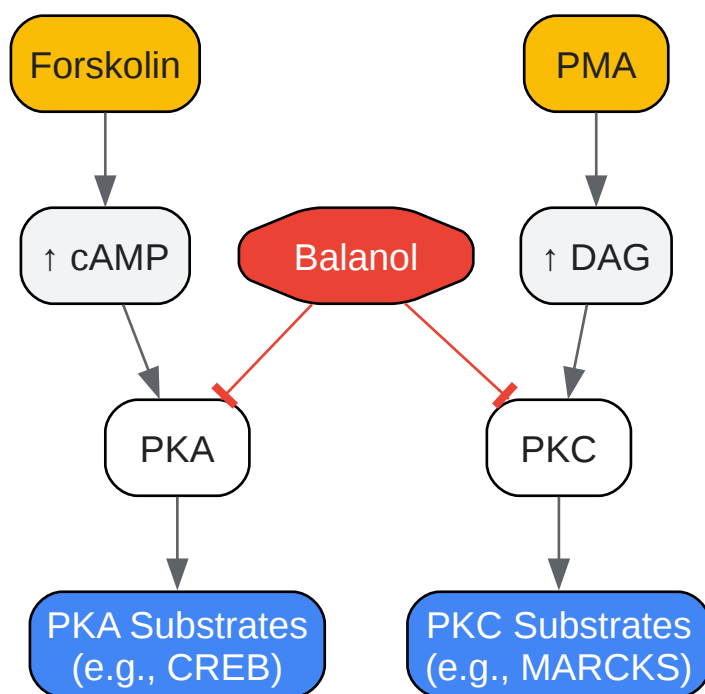 Forskolin
PMA
↑ cAMP
Balanol
↑ DAG
PKA
PKC
PKA Substrates
(e.g., CREB)
PKC Substrates
(e.g., MARCKS)